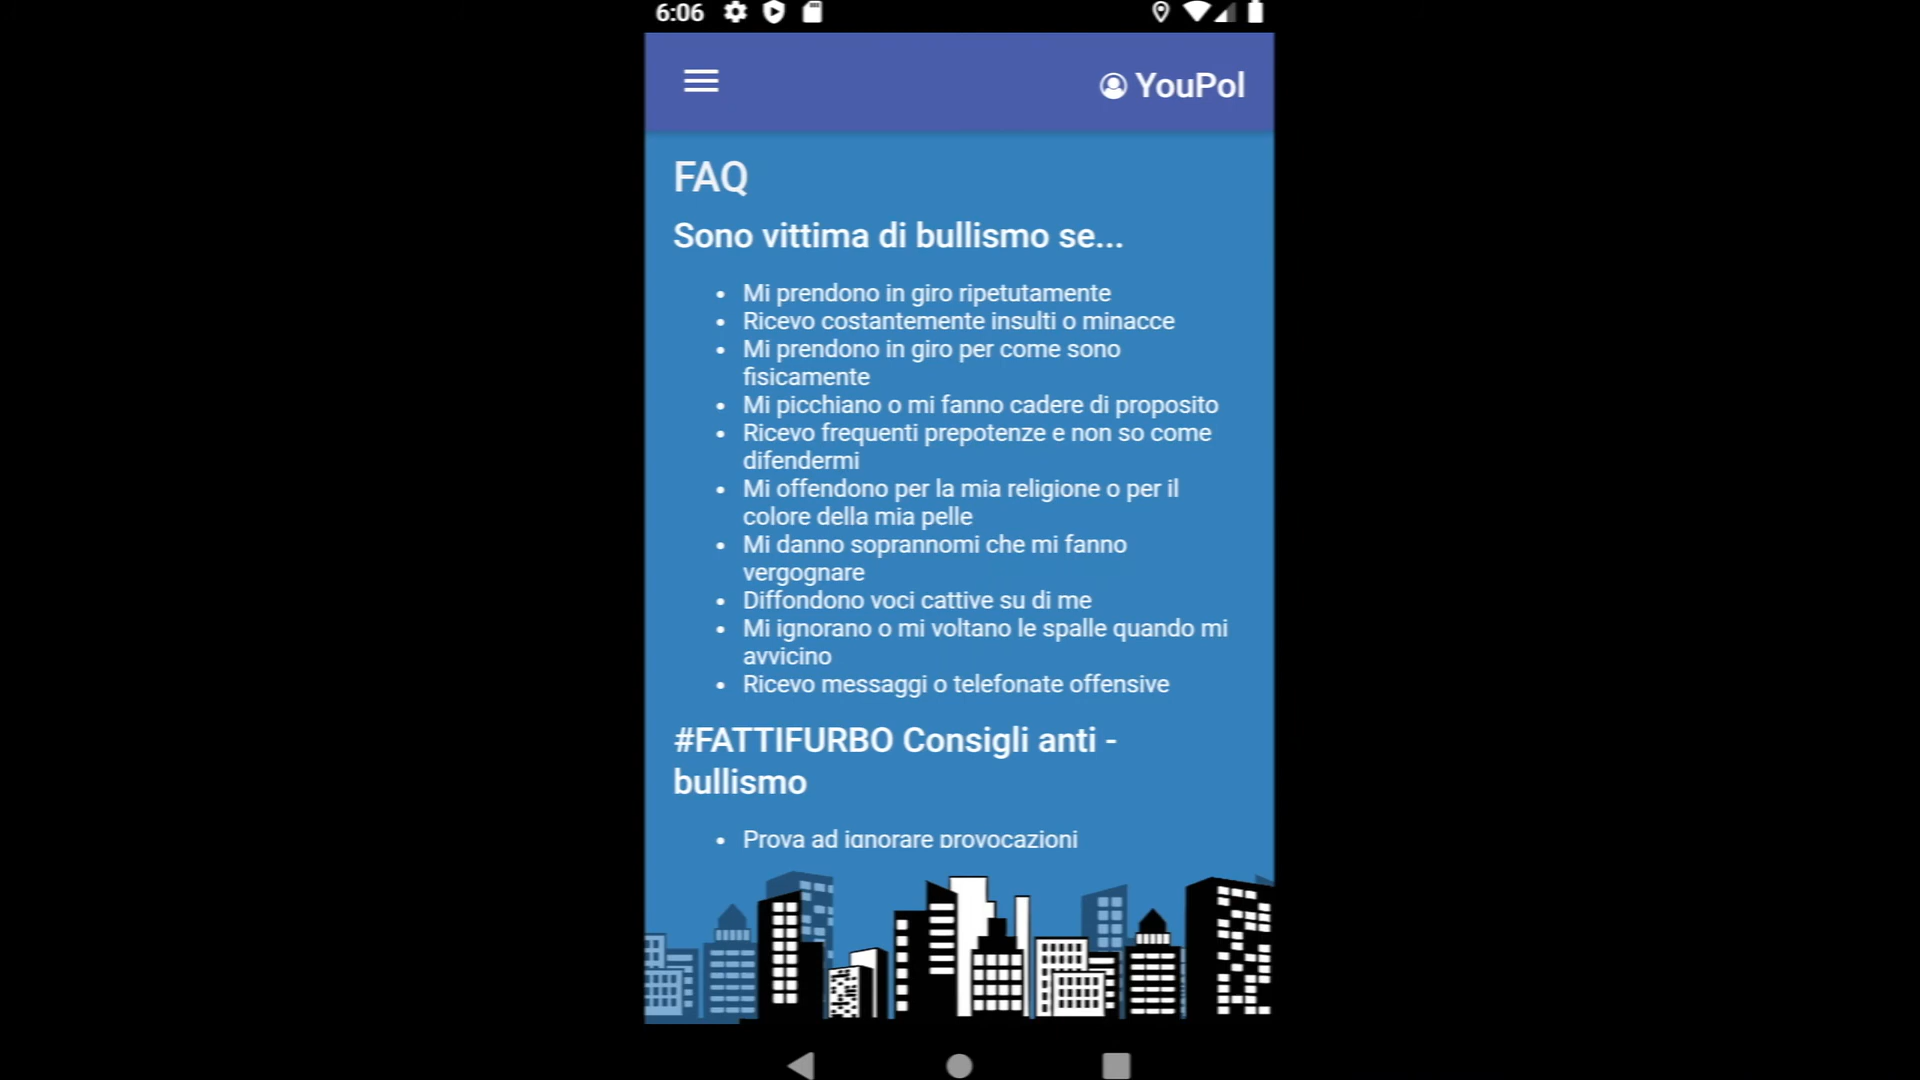 6:06
YouPol
FAQ
Sono vittima di bullismo se...
• Mi prendono in giro ripetutamente
• Ricevo costantemente insulti o minacce
• Mi prendono in giro per come sono
fisicamente
• Mi picchiano o mi fanno cadere di proposito
• Ricevo frequenti prepotenze e non so come
difendermi
• Mi offendono per la mia religione o per il
colore della mia pelle
• Mi danno soprannomi che mi fanno
vergognare
• Diffondono voci cattive su di me
• Mi ignorano o mi voltano le spalle quando mi
avvicino
• Ricevo messaggi o telefonate offensive
#FATTIFURBO Consigli anti -
bullismo
• Prova ad ignorare provocazioni